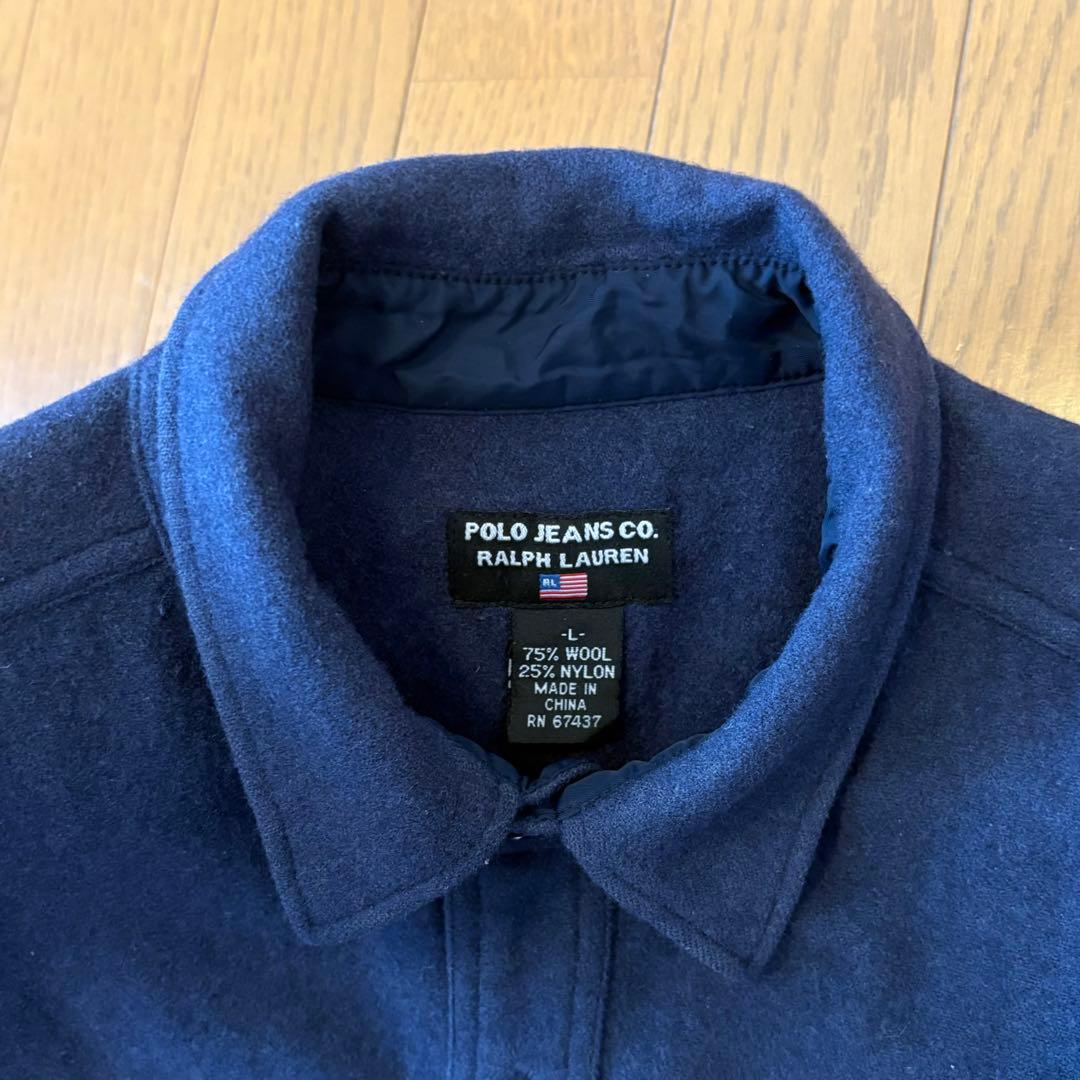 POLO JEANS CO.
RALPH LAUREN
RL
-L-
75% WOOL
25% NYLON
MADE IN
CHINA
RN 67437